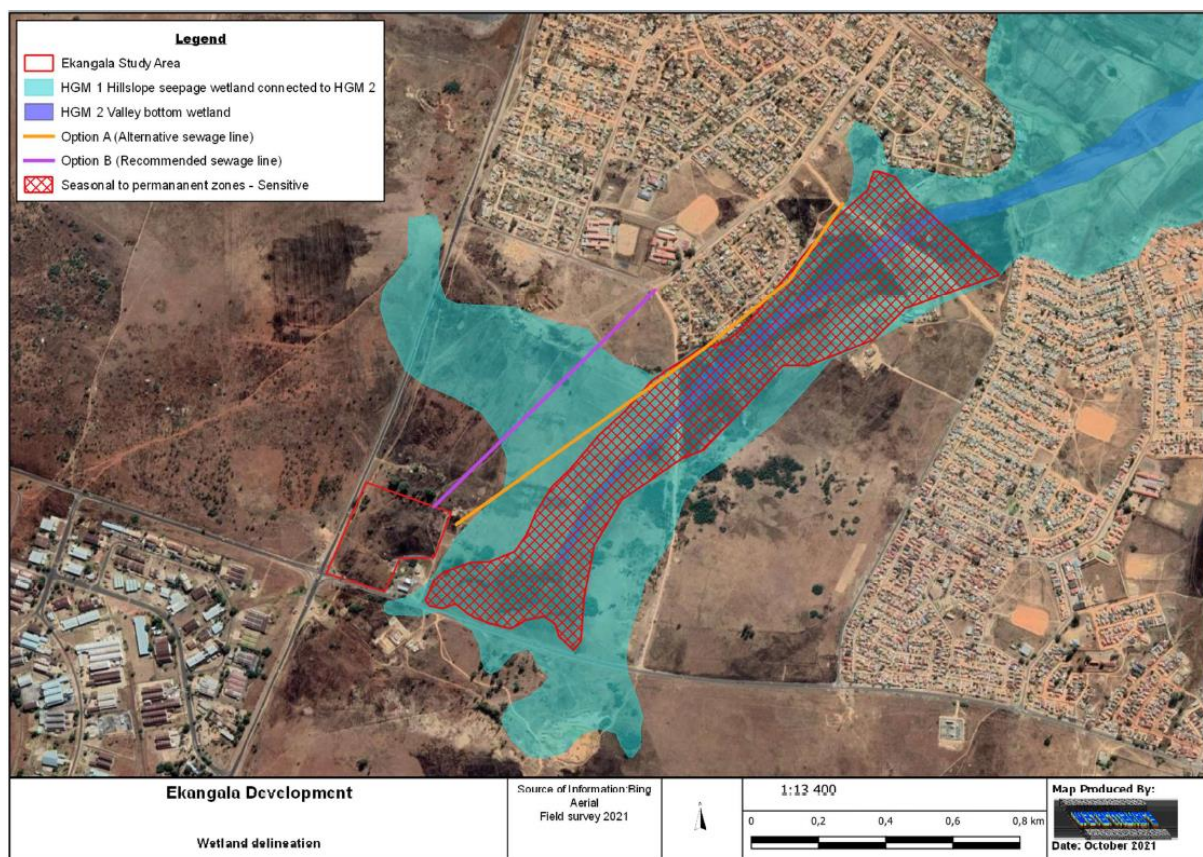 Legend
Ekangala Study Area
HGM 1 Hillslope seepage wetland connected to HGM 2
HGM 2 Valley bottom wetland
Option A (Alternative sewage line)
Option B (Recommended sewage line)
Seasonal to permananent zones - Sensitive
Ekangala Development
Wetland delineation
Source of Information:Bing
Aerial
Field survey 2021
1:13 400
0 0,2 0,4 0,6 0,8 km
Map Produced By:
Date: October 2021